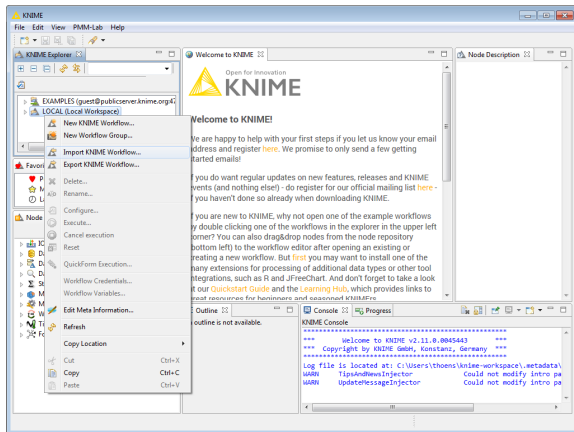 KNIME
File Edit View PMM-Lab Help
KNIME Explorer
EXAMPLES (guest@publicserver.knime.org:47
LOCAL (Local Workspace)
New KNIME Workflow...
New Workflow Group...
Import KNIME Workflow...
Export KNIME Workflow...
Delete...
Rename...
Configure...
Execute...
Cancel execution
Reset
QuickForm Execution...
Workflow Credentials...
Workflow Variables...
Edit Meta Information...
Refresh
Copy Location
Cut Ctrl+X
Copy Ctrl+C
Paste Ctrl+V
Favori
P
M
La
Node
IO
Da
Da
Da
St
M
M
W
Ti
Fo
Welcome to KNIME
Open for Innovation
KNIME
Welcome to KNIME!
We are happy to help with your first steps if you let us know your email
address and register here. We promise to only send a few getting
started emails!
If you do want regular updates on new features, releases and KNIME
events (and nothing else!) - do register for our official mailing list here -
if you haven't done so already when downloading KNIME.
If you are new to KNIME, why not open one of the example workflows
by double clicking one of the workflows in the explorer in the upper left
corner? You can also drag&drop nodes from the node repository
(bottom left) to the workflow editor after opening an existing or
creating a new workflow. But first you may want to install one of the
many extensions for processing of additional data types or other tool
integrations, such as R and JFreeChart. And don't forget to take a look
at our Quickstart Guide and the Learning Hub, which provides links to
great resources for beginners and seasoned KNIMErs
Node Description
Outline
outline is not available.
Console
Progress
KNIME Console
***********************************************
*** Welcome to KNIME v2.11.0.0045443 ***
*** Copyright by KNIME GmbH, Konstanz, Germany ***
***********************************************
Log file is located at: C:\Users\thoens\knime-workspace\.metadata\
WARN TipsAndNewsInjector Could not modify intro pa
WARN UpdateMessageInjector Could not modify intro pa